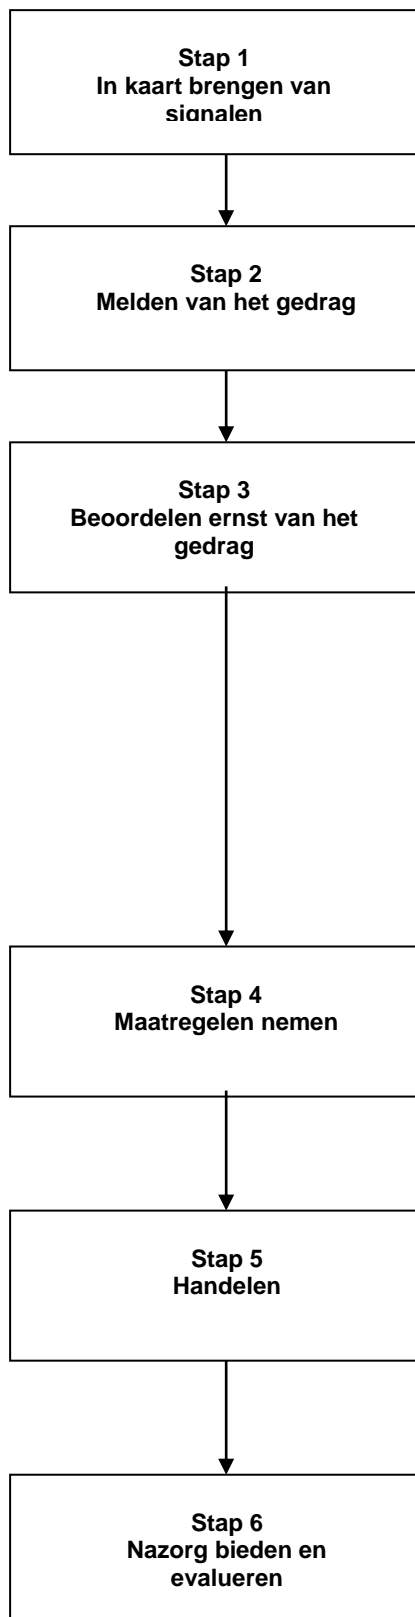 Stap 1
In kaart brengen van
signalen
Stap 2
Melden van het gedrag
Stap 3
Beoordelen ernst van het
gedrag
Stap 4
Maatregelen nemen
Stap 5
Handelen
Stap 6
Nazorg bieden en
evalueren